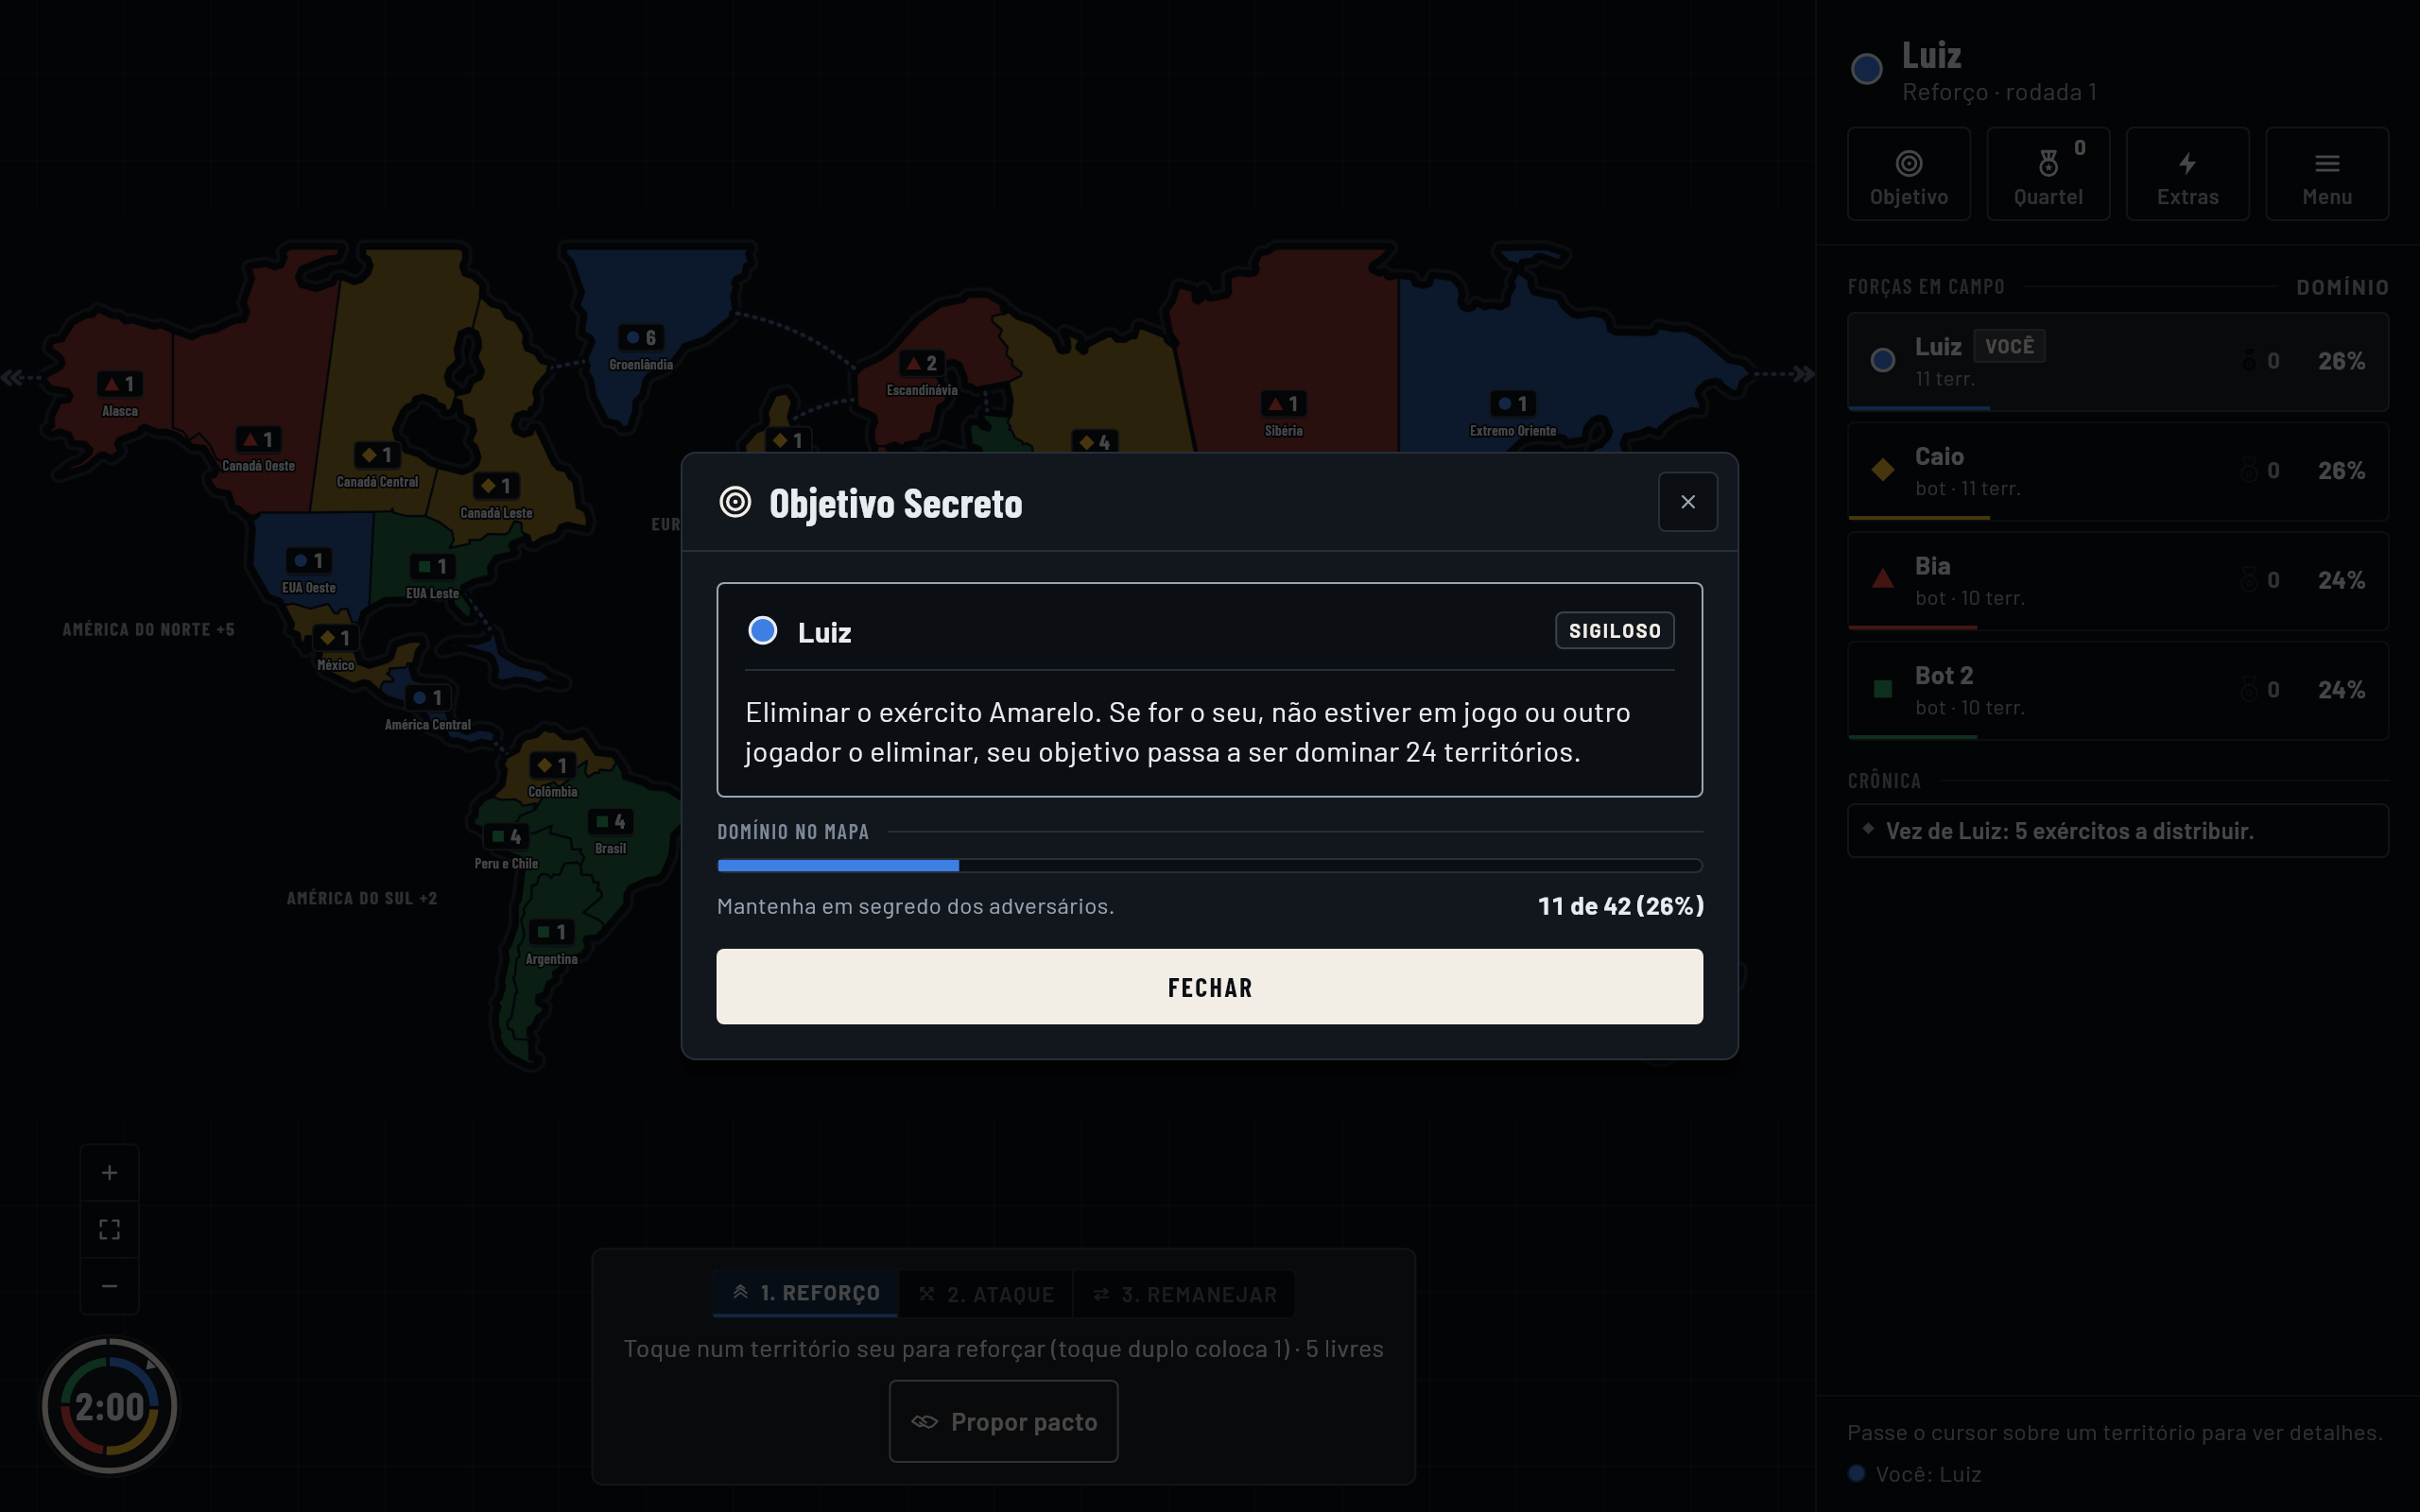 Luiz
Reforço · rodada 1
Objetivo
0
Quartel
Extras
Menu
FORÇAS EM CAMPO
DOMÍNIO
Luiz VOCÊ
11 terr.
0
26%
Caio
bot · 11 terr.
0
26%
Bia
bot · 10 terr.
0
24%
Bot 2
bot · 10 terr.
0
24%
CRÔNICA
Vez de Luiz: 5 exércitos a distribuir.
6
Groenlândia
2
Escandinávia
1
Alasca
1
Sibéria
1
Extremo Oriente
1
Canadá Oeste
1
Canadá Central
1
4
1
Canadá Leste
EUR
1
EUA Oeste
1
EUA Leste
AMÉRICA DO NORTE +5
1
México
1
América Central
1
Colômbia
4
Brasil
4
Peru e Chile
AMÉRICA DO SUL +2
1
Argentina
Objetivo Secreto
Luiz
SIGILOSO
Eliminar o exército Amarelo. Se for o seu, não estiver em jogo ou outro
jogador o eliminar, seu objetivo passa a ser dominar 24 territórios.
DOMÍNIO NO MAPA
Mantenha em segredo dos adversários.
11 de 42 (26%)
FECHAR
1. REFORÇO
2. ATAQUE
3. REMANEJAR
Toque num território seu para reforçar (toque duplo coloca 1) · 5 livres
Propor pacto
2:00
Passe o cursor sobre um território para ver detalhes.
Você: Luiz